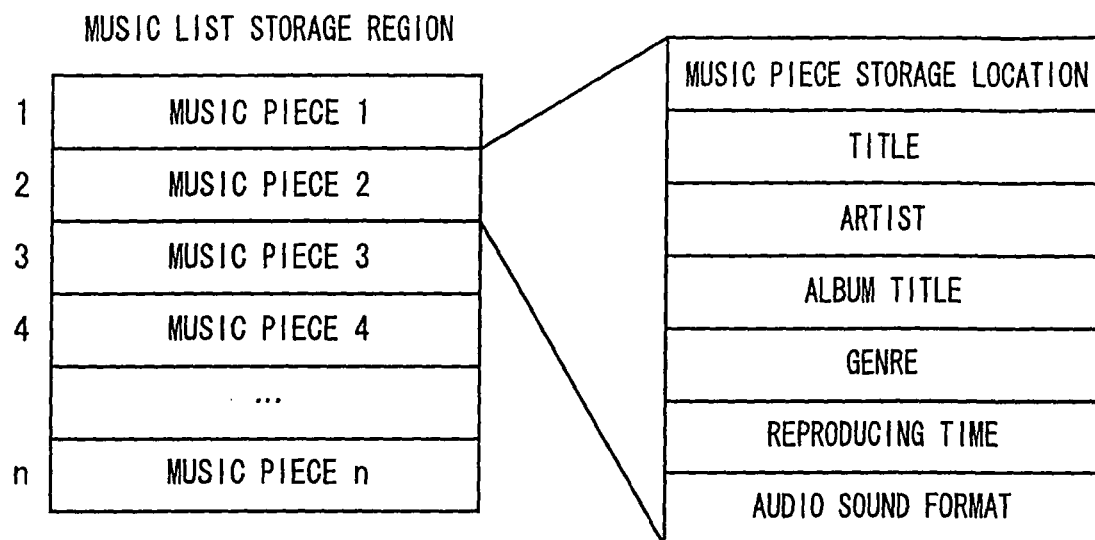 MUSIC LIST STORAGE REGION
1 MUSIC PIECE 1
2 MUSIC PIECE 2
3 MUSIC PIECE 3
4 MUSIC PIECE 4
...
n MUSIC PIECE n
MUSIC PIECE STORAGE LOCATION
TITLE
ARTIST
ALBUM TITLE
GENRE
REPRODUCING TIME
AUDIO SOUND FORMAT